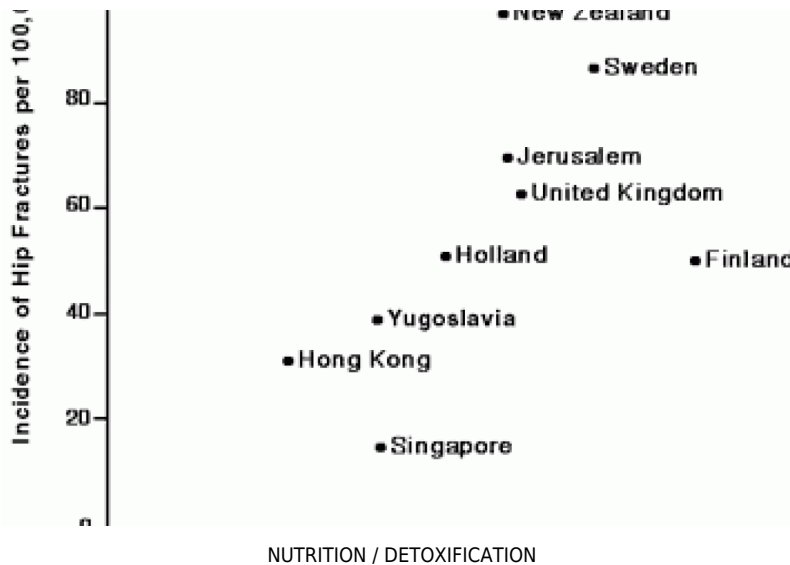 Incidence of Hip Fractures per 100,
New Zealand
Sweden
80
Jerusalem
United Kingdom
60
Holland
Finland
40
Yugoslavia
Hong Kong
20
Singapore
0
NUTRITION / DETOXIFICATION